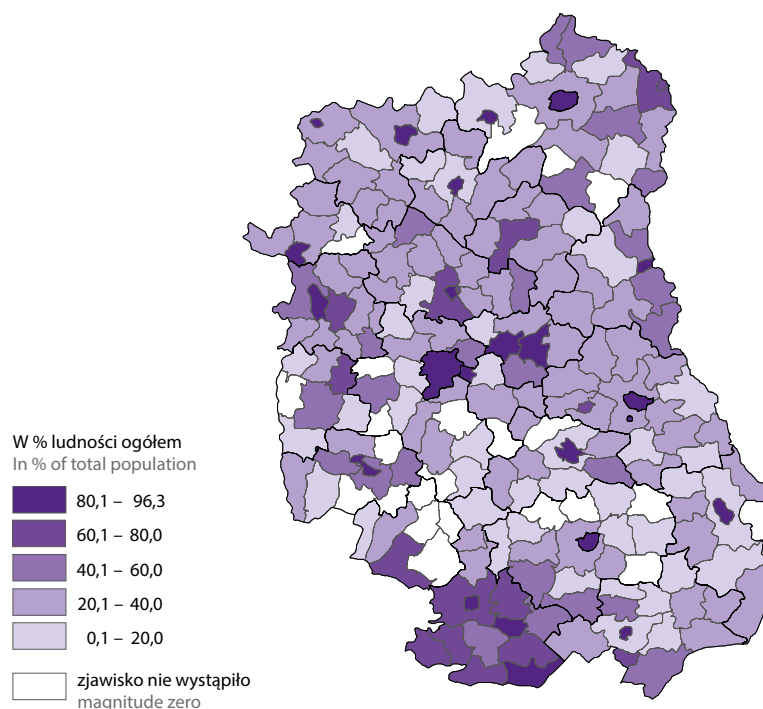 W % ludności ogółem
In % of total population
80,1 – 96,3
60,1 – 80,0
40,1 – 60,0
20,1 – 40,0
0,1 – 20,0
zjawisko nie wystąpiło
magnitude zero